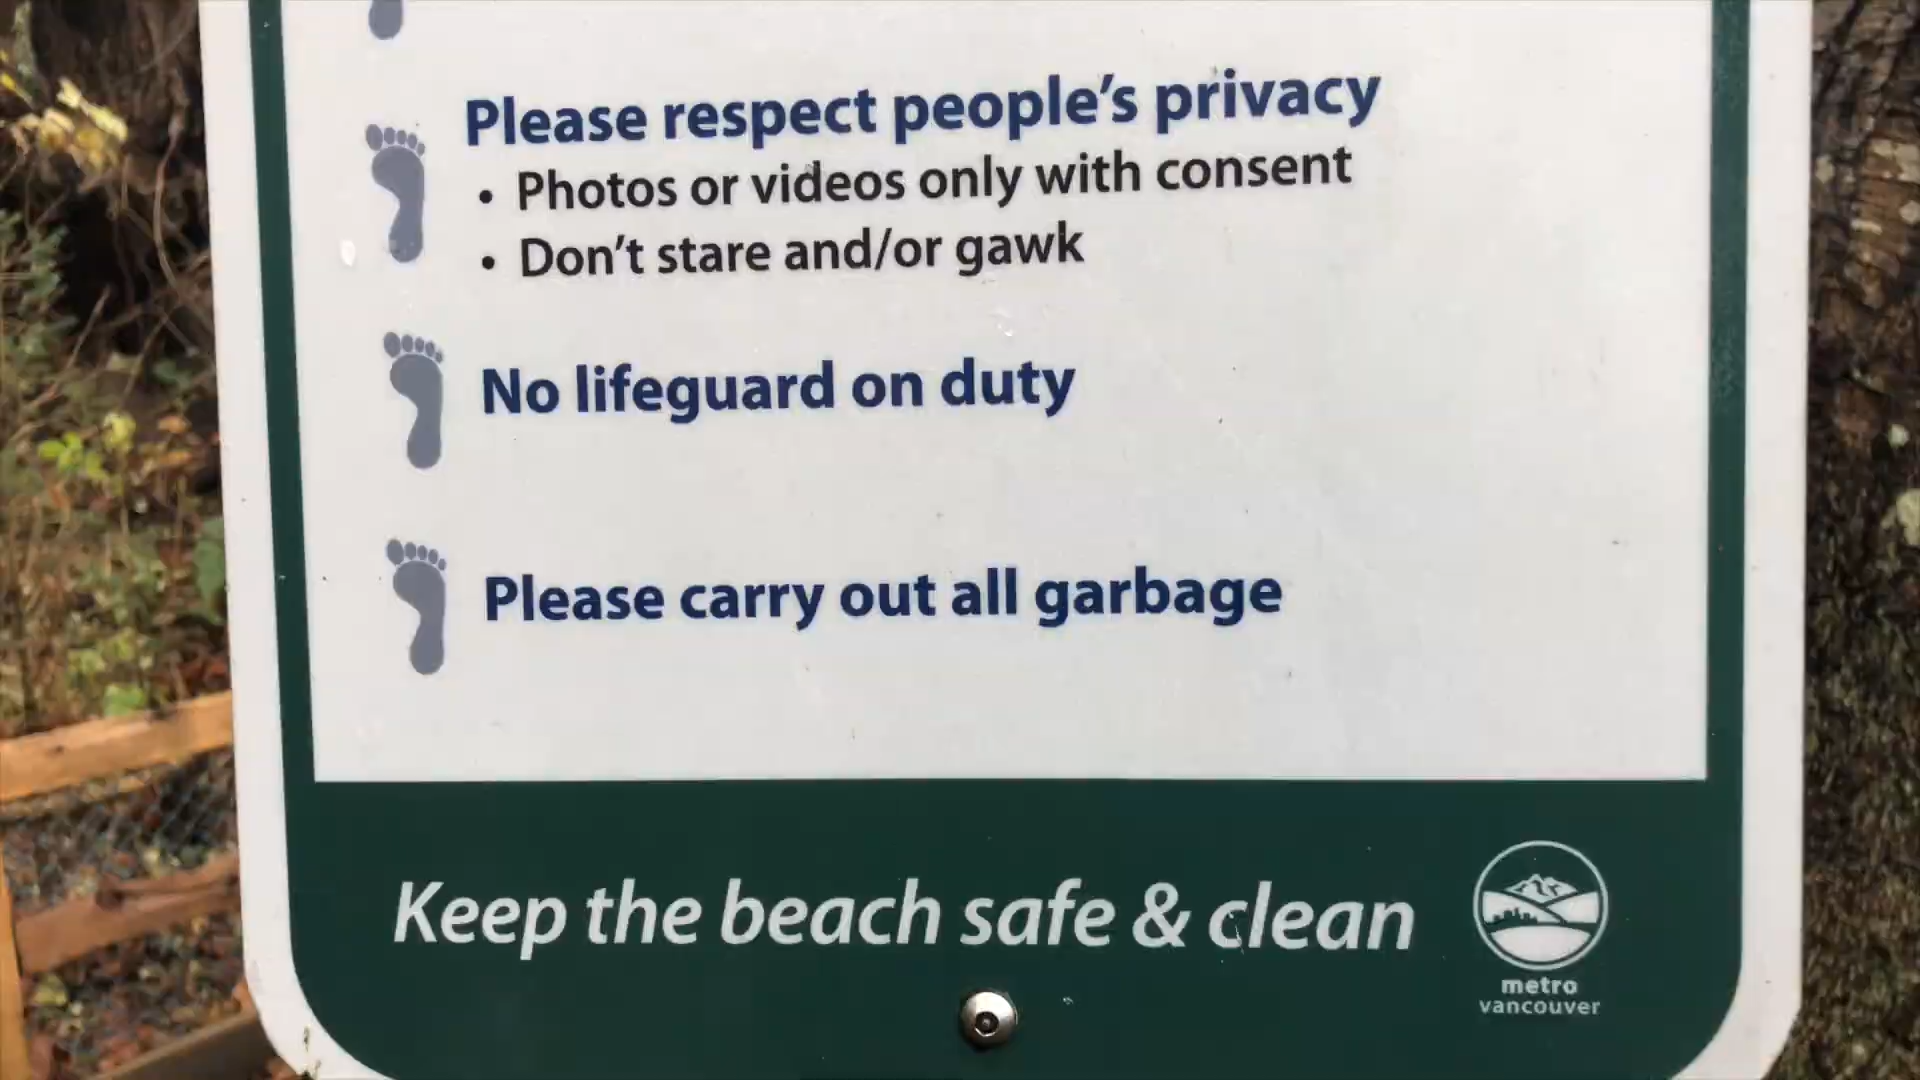 Please respect people's privacy
• Photos or videos only with consent
• Don't stare and/or gawk
No lifeguard on duty
Please carry out all garbage
Keep the beach safe & clean
metro
vancouver